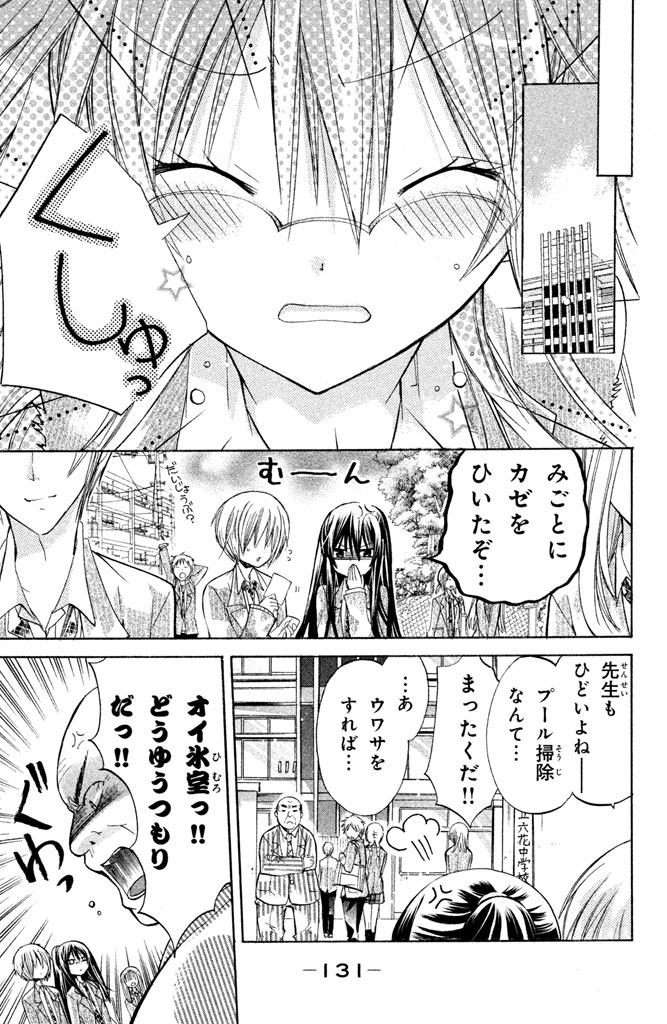 くしゅっ
みごとに
カゼを
ひいたぞ…
むーん
だいじょうぶ?
先生も
ひどいよねー
プール掃除
なんて…
まったくだ!!
…あ
ウワサを
すれば…
立六花中学校
オイ氷室っ!!
どうゆうつもり
だっ!!
ぐわっ
－131－